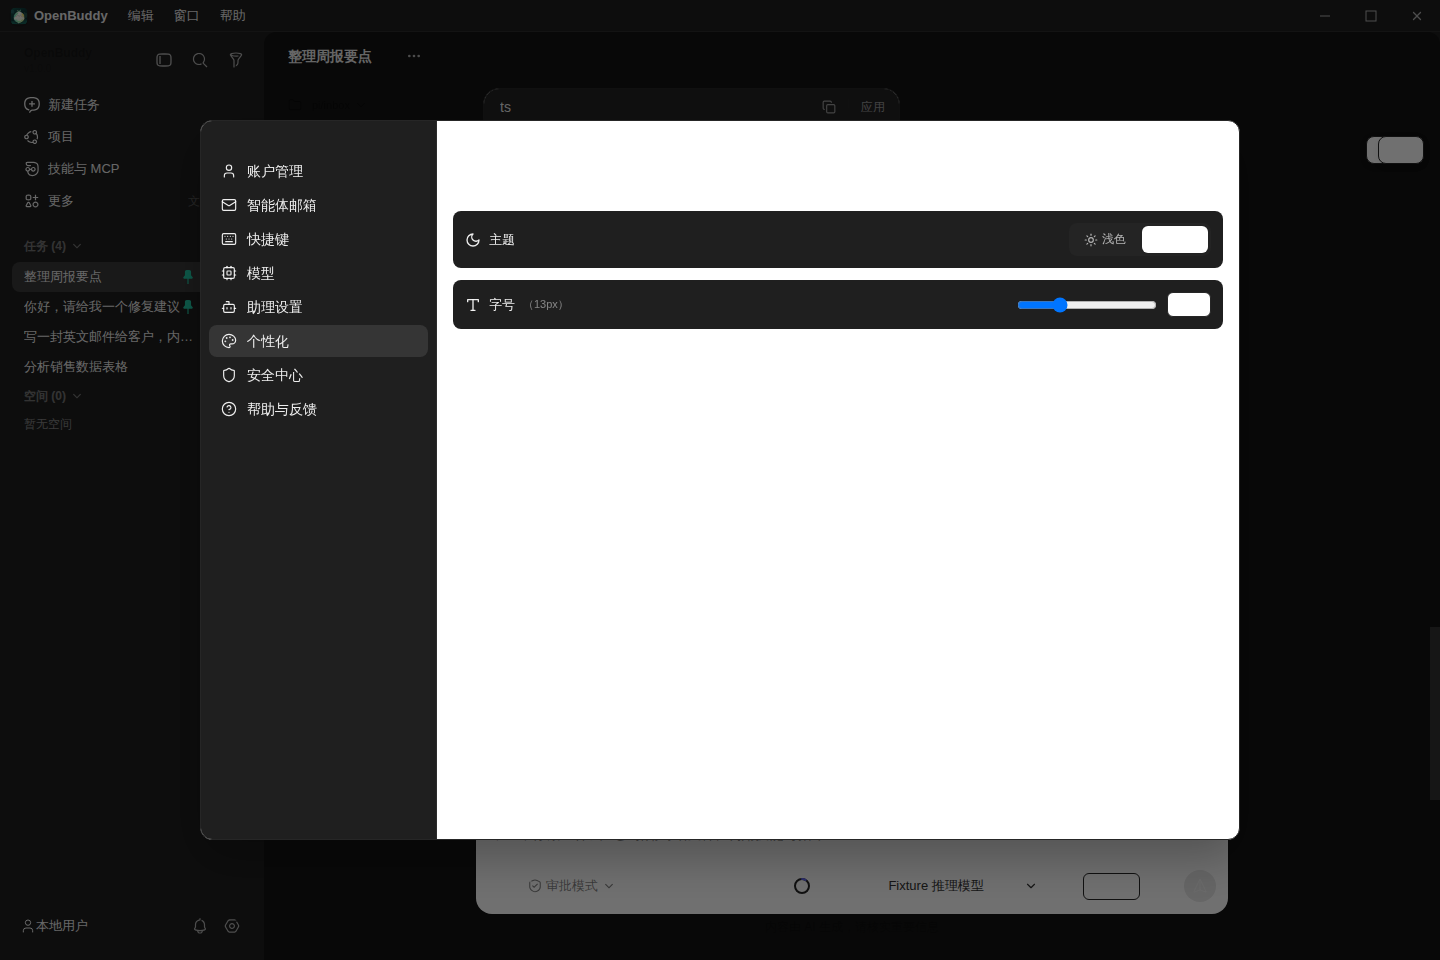 OpenBuddy 编辑 窗口 帮助
整理周报要点
新建任务
ts 应用
项目
技能与 MCP
更多
任务 (4)
整理周报要点
你好，请给我一个修复建议
写一封英文邮件给客户，内…
分析销售数据表格
空间 (0)
暂无空间
本地用户
账户管理
智能体邮箱
快捷键
模型
助理设置
个性化
安全中心
帮助与反馈
主题 浅色
字号 （13px）
审批模式 Fixture 推理模型